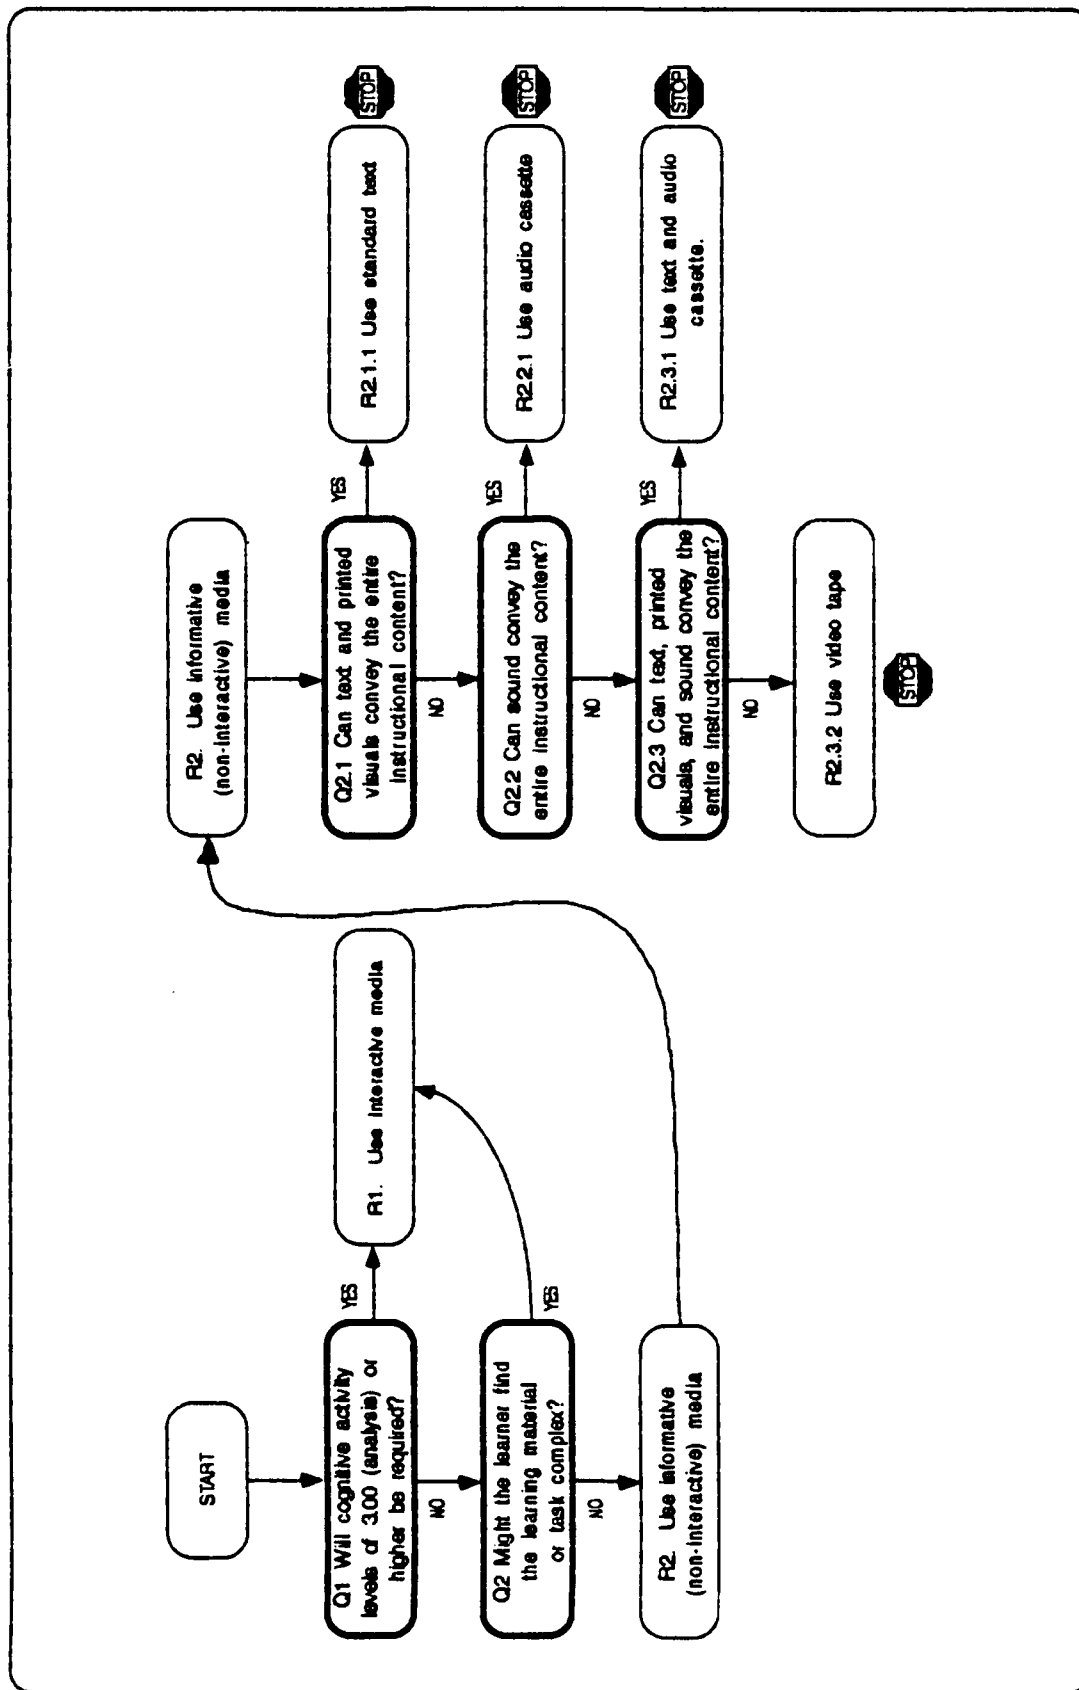 START
Q1 Will cognitive activity
levels of 3.00 (analysis) or
higher be required?
YES
NO
R1. Use interactive media
Q2 Might the learner find
the learning material
or task complex?
YES
NO
R2. Use informative
(non-interactive) media
R2. Use informative
(non-interactive) media
Q2.1 Can text and printed
visuals convey the entire
instructional content?
YES
NO
R2.1.1 Use standard text
STOP
Q2.2 Can sound convey the
entire instructional content?
YES
NO
R2.2.1 Use audio cassette
STOP
Q2.3 Can text, printed
visuals, and sound convey the
entire instructional content?
YES
NO
R2.3.1 Use text and audio
cassette.
STOP
R2.3.2 Use video tape
STOP